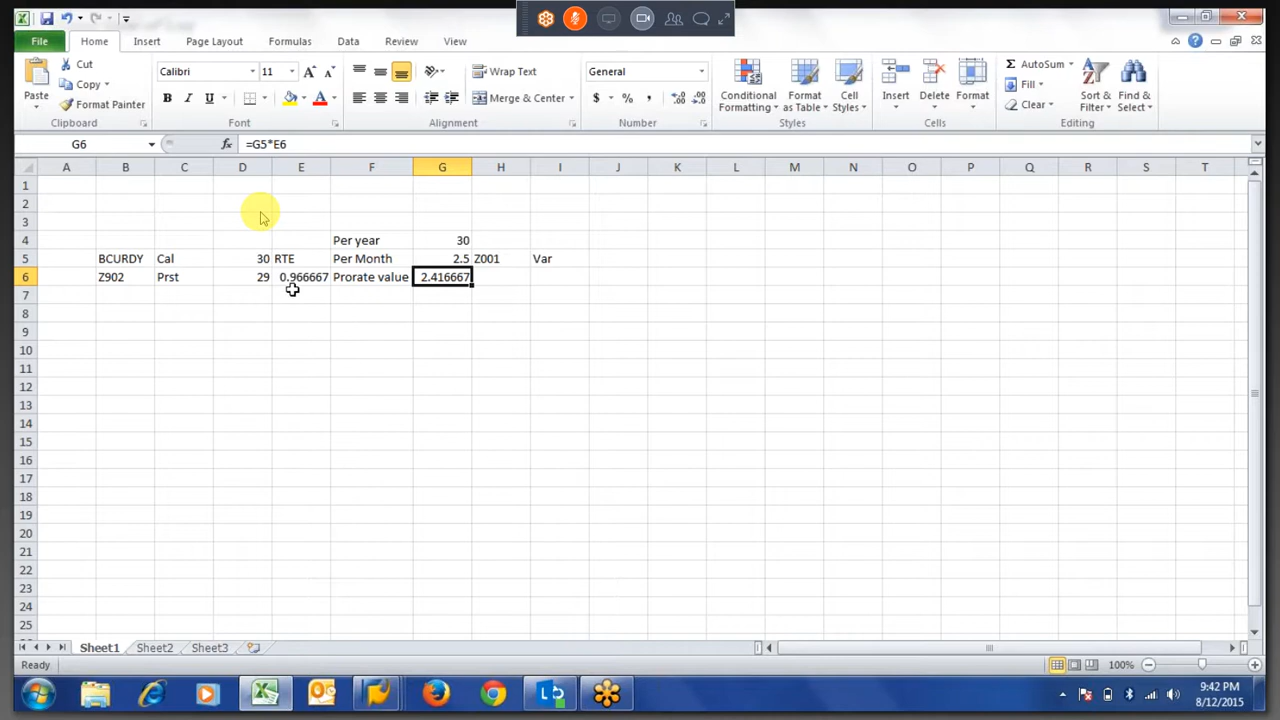 File Home Insert Page Layout Formulas Data Review View
Paste Cut Copy Format Painter Clipboard
Calibri 11 A A B I U A Font
Wrap Text Merge & Center Alignment
General $ % , Number
Conditional Formatting Format as Table Cell Styles Styles
Insert Delete Format Cells
Σ AutoSum Fill Clear Sort & Filter Find & Select Editing
G6 fx =G5*E6
A B C D E F G H I J K L M N O P Q R S T
1
2
3
4 Per year 30
5 BCURDY Cal 30 RTE Per Month 2.5 Z001 Var
6 Z902 Prst 29 0.966667 Prorate value 2.416667
7
8
9
10
11
12
13
14
15
16
17
18
19
20
21
22
23
24
25
Sheet1 Sheet2 Sheet3
Ready 100%
9:42 PM
8/12/2015